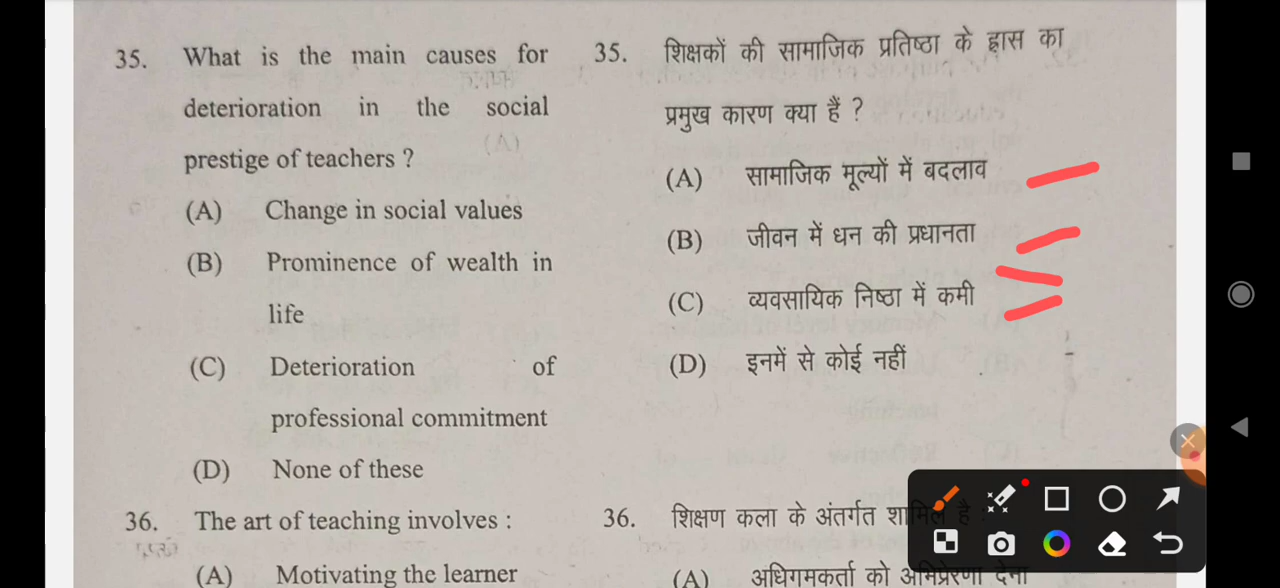 35. What is the main causes for
deterioration in the social
prestige of teachers ?
(A) Change in social values
(B) Prominence of wealth in
life
(C) Deterioration of
professional commitment
(D) None of these
36. The art of teaching involves :
(A) Motivating the learner
35. शिक्षकों की सामाजिक प्रतिष्ठा के ह्रास का
प्रमुख कारण क्या हैं ?
(A) सामाजिक मूल्यों में बदलाव
(B) जीवन में धन की प्रधानता
(C) व्यवसायिक निष्ठा में कमी
(D) इनमें से कोई नहीं
36. शिक्षण कला के अंतर्गत शामिल है
(A) अधिगमकर्ता को अभिप्रेरणा देना